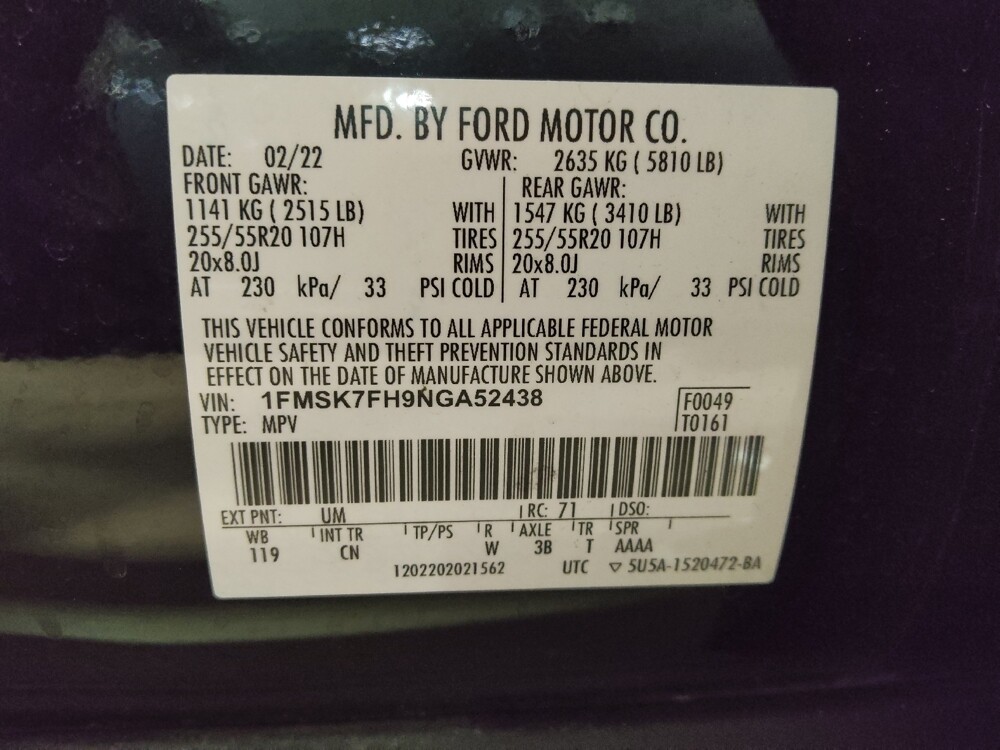 MFD. BY FORD MOTOR CO.
DATE: 02/22 GVWR: 2635 KG ( 5810 LB)
FRONT GAWR: REAR GAWR:
1141 KG ( 2515 LB) WITH 1547 KG ( 3410 LB) WITH
255/55R20 107H TIRES 255/55R20 107H TIRES
20x8.0J RIMS 20x8.0J RIMS
AT 230 kPa/ 33 PSI COLD AT 230 kPa/ 33 PSI COLD
THIS VEHICLE CONFORMS TO ALL APPLICABLE FEDERAL MOTOR
VEHICLE SAFETY AND THEFT PREVENTION STANDARDS IN
EFFECT ON THE DATE OF MANUFACTURE SHOWN ABOVE.
VIN: 1FMSK7FH9NGA52438 F0049
TYPE: MPV T0161
EXT PNT: UM RC: 71 DSO:
WB INT TR TP/PS R AXLE TR SPR
119 CN W 3B T AAAA
1202202021562 UTC ▽ 5U5A-1520472-BA